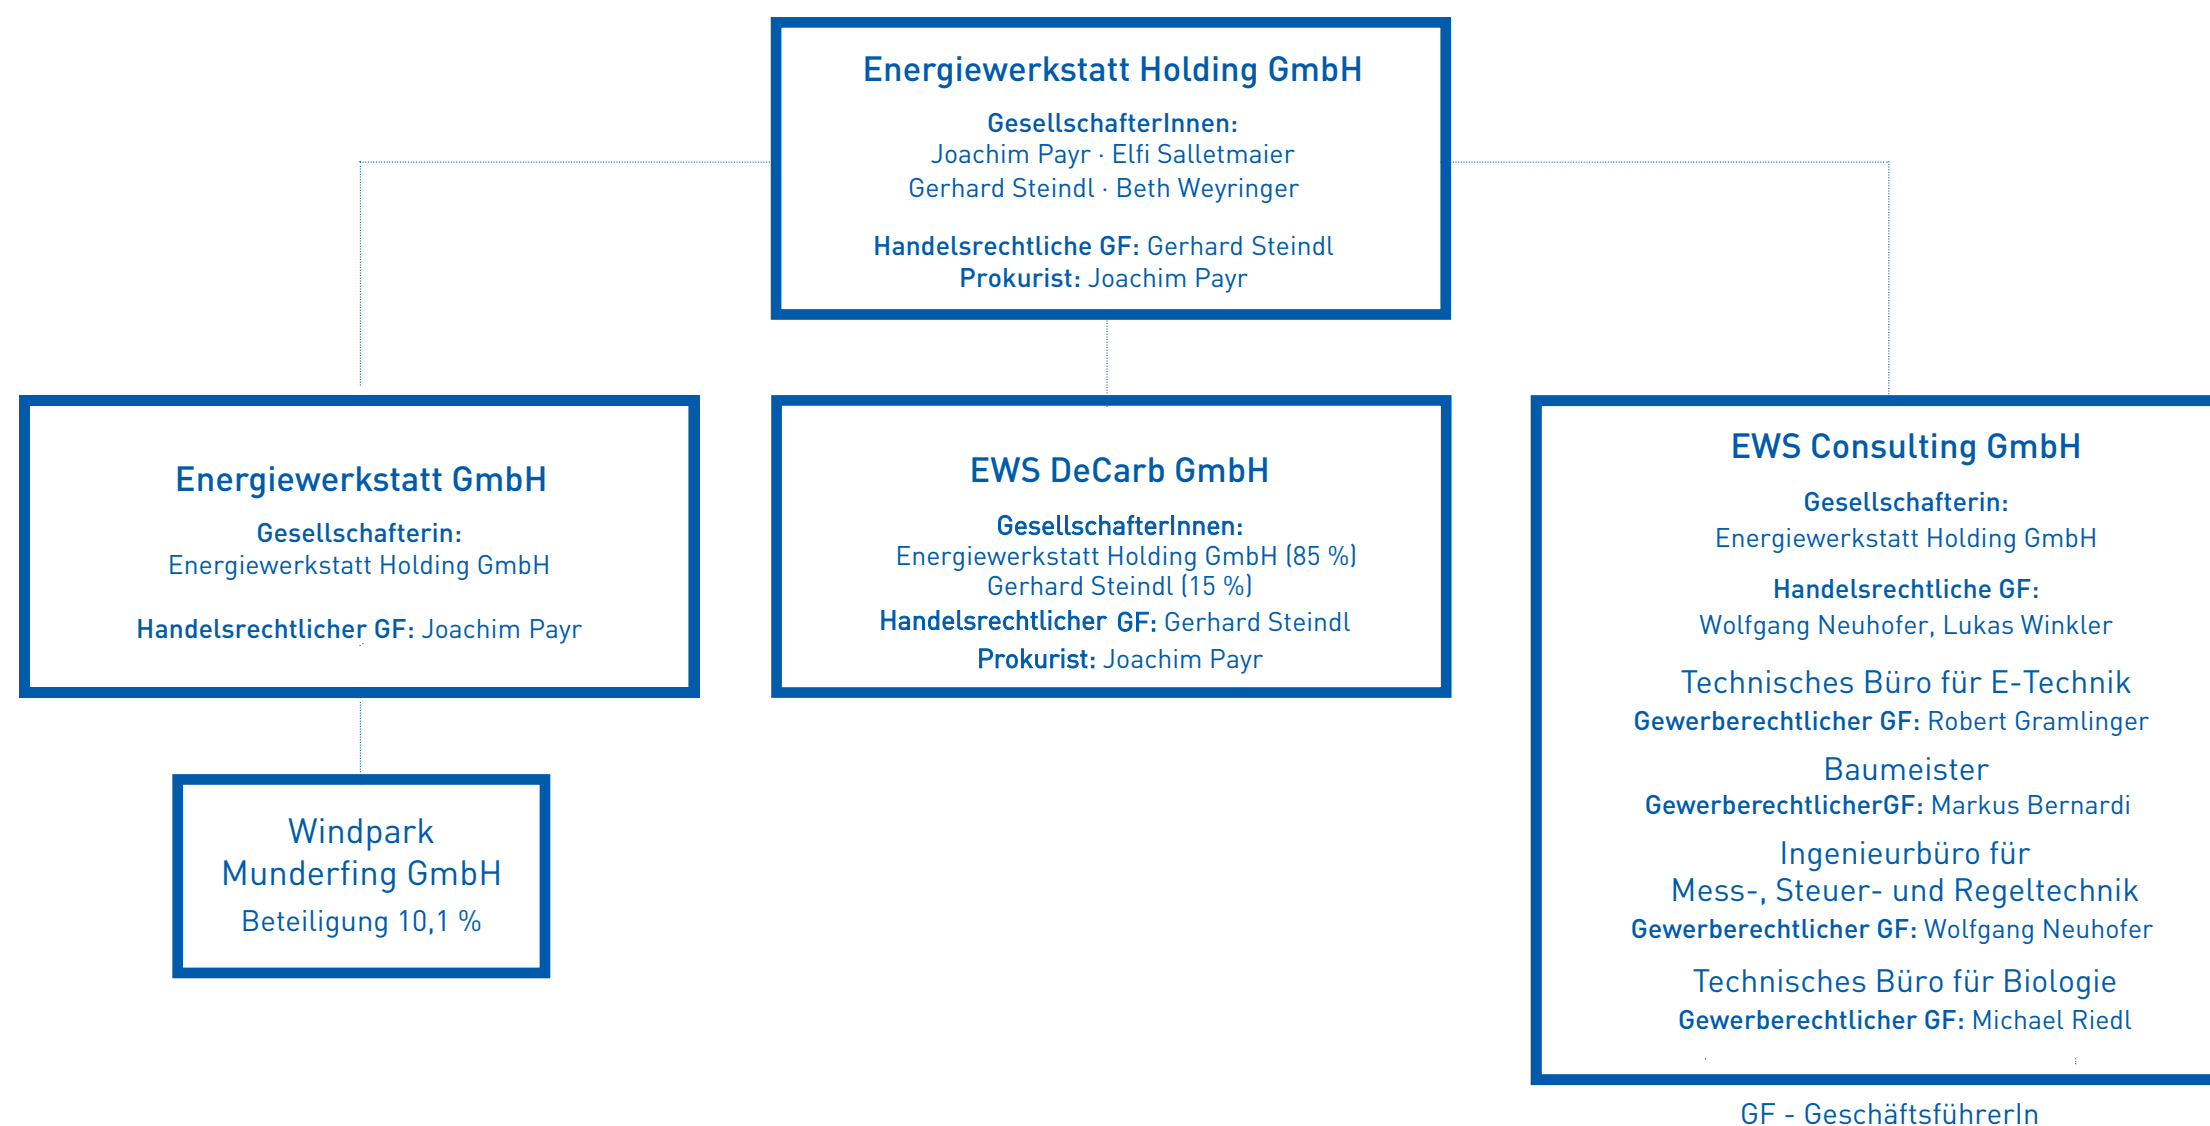 Energiewerkstatt Holding GmbH
GesellschafterInnen:
Joachim Payr · Elfi Salletmaier
Gerhard Steindl · Beth Weyringer
Handelsrechtliche GF: Gerhard Steindl
Prokurist: Joachim Payr
Energiewerkstatt GmbH
Gesellschafterin:
Energiewerkstatt Holding GmbH
Handelsrechtlicher GF: Joachim Payr
Windpark
Munderfing GmbH
Beteiligung 10,1 %
EWS DeCarb GmbH
GesellschafterInnen:
Energiewerkstatt Holding GmbH (85 %)
Gerhard Steindl (15 %)
Handelsrechtlicher GF: Gerhard Steindl
Prokurist: Joachim Payr
EWS Consulting GmbH
Gesellschafterin:
Energiewerkstatt Holding GmbH
Handelsrechtliche GF:
Wolfgang Neuhofer, Lukas Winkler
Technisches Büro für E-Technik
Gewerberechtlicher GF: Robert Gramlinger
Baumeister
GewerberechtlicherGF: Markus Bernardi
Ingenieurbüro für
Mess-, Steuer- und Regeltechnik
Gewerberechtlicher GF: Wolfgang Neuhofer
Technisches Büro für Biologie
Gewerberechtlicher GF: Michael Riedl
GF - GeschäftsführerIn